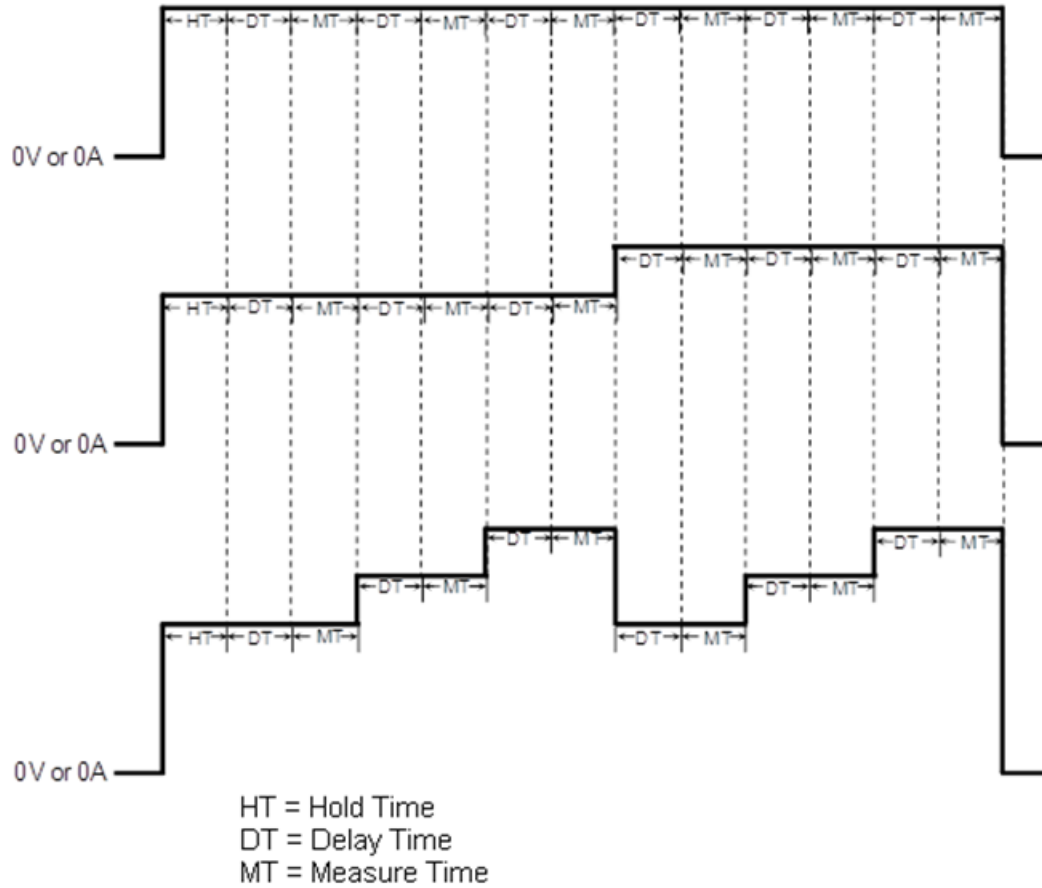 HT DT MT DT MT DT MT DT MT DT MT DT MT
0V or 0A
DT MT DT MT DT MT
HT DT MT DT MT DT MT
0V or 0A
DT MT DT MT
DT MT DT MT
HT DT MT DT MT
0V or 0A
HT = Hold Time
DT = Delay Time
MT = Measure Time